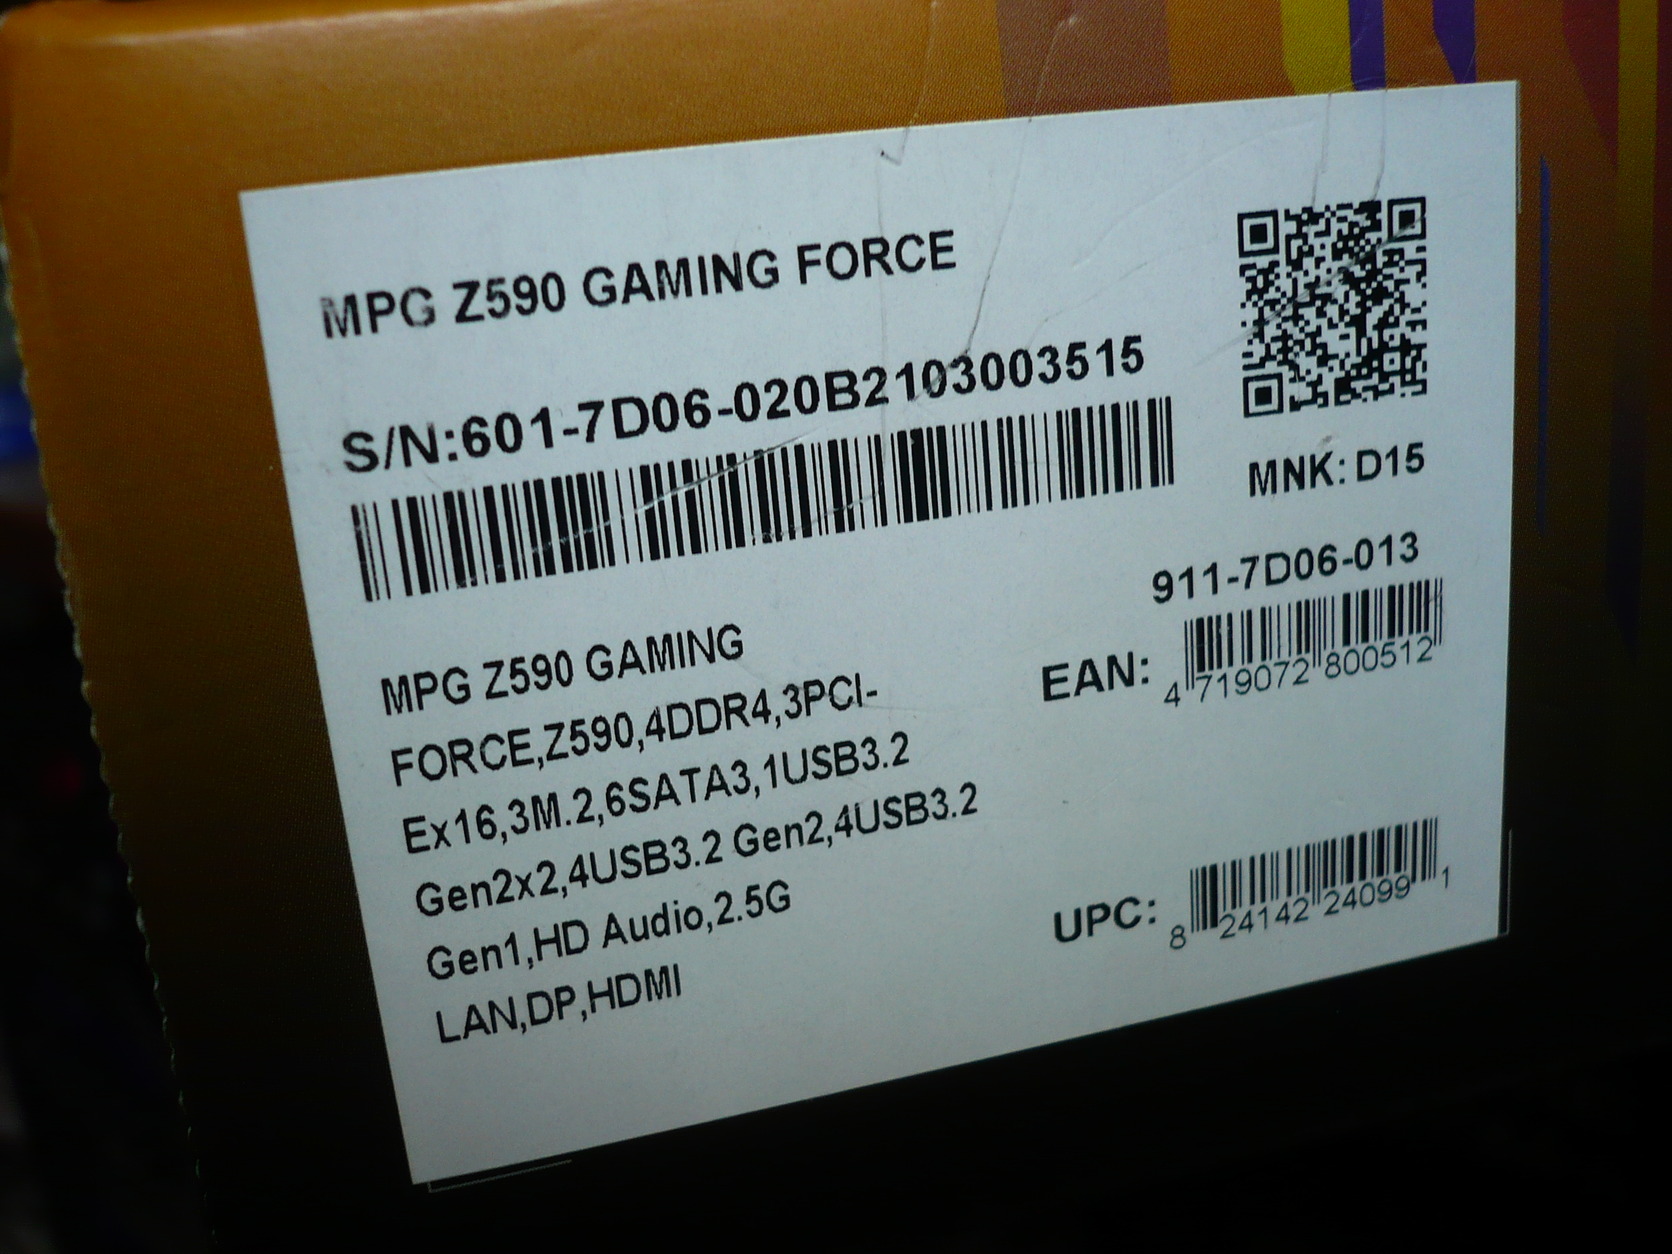 MPG Z590 GAMING FORCE
S/N:601-7D06-020B2103003515
MNK: D15
911-7D06-013
EAN:
4 719072 800512
MPG Z590 GAMING
FORCE,Z590,4DDR4,3PCI-
Ex16,3M.2,6SATA3,1USB3.2
Gen2x2,4USB3.2 Gen2,4USB3.2
Gen1,HD Audio,2.5G
LAN,DP,HDMI
UPC:
8 24142 24099 1